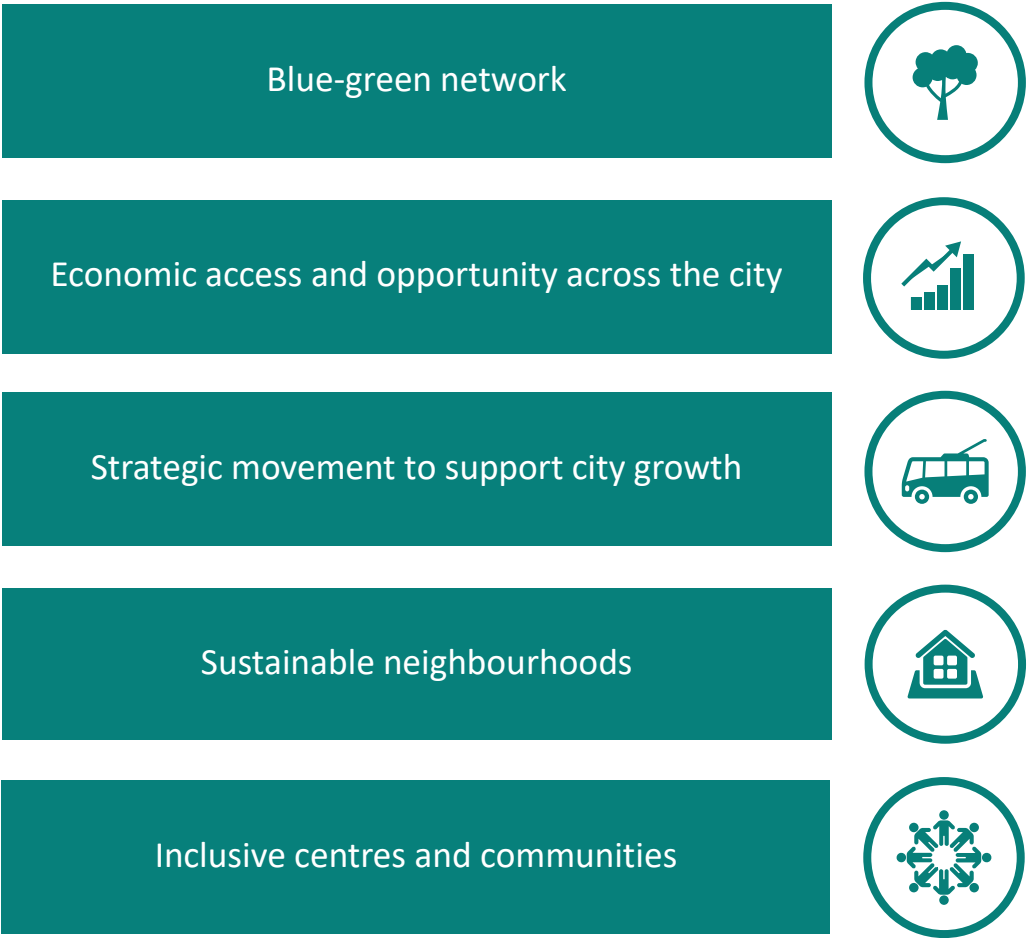 Blue-green network
Economic access and opportunity across the city
Strategic movement to support city growth
Sustainable neighbourhoods
Inclusive centres and communities